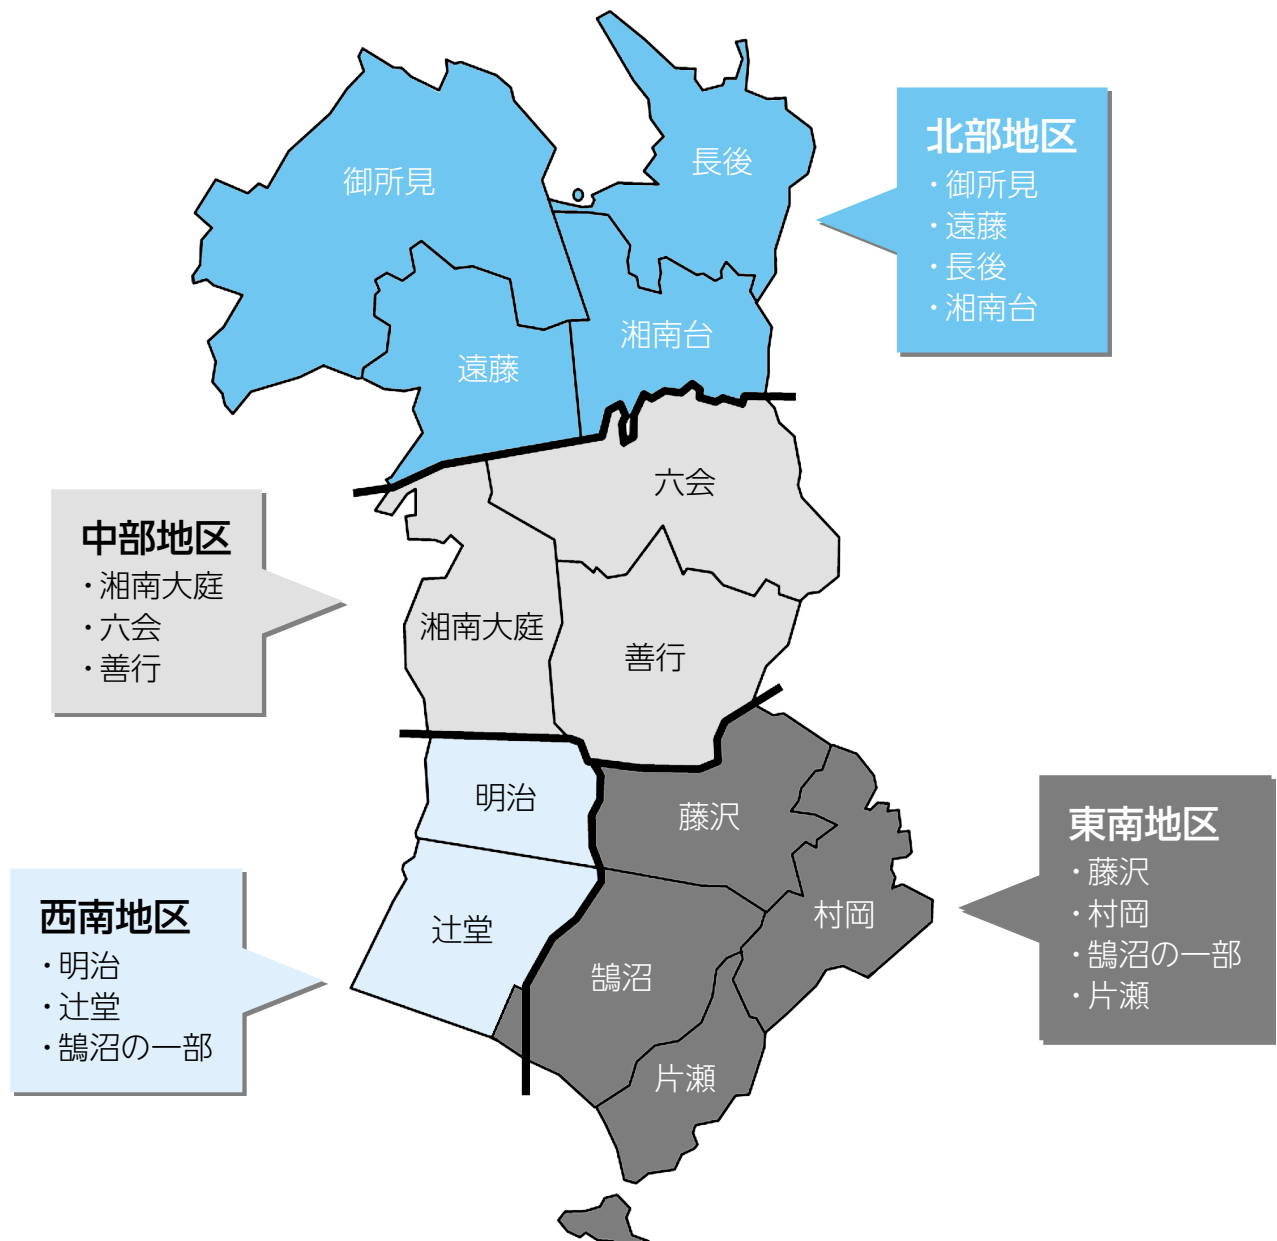 北部地区
・御所見
・遠藤
・長後
・湘南台
長後
御所見
湘南台
遠藤
六会
中部地区
・湘南大庭
・六会
・善行
湘南大庭
善行
明治
藤沢
東南地区
・藤沢
・村岡
・鵠沼の一部
・片瀬
西南地区
・明治
・辻堂
・鵠沼の一部
辻堂
村岡
鵠沼
片瀬